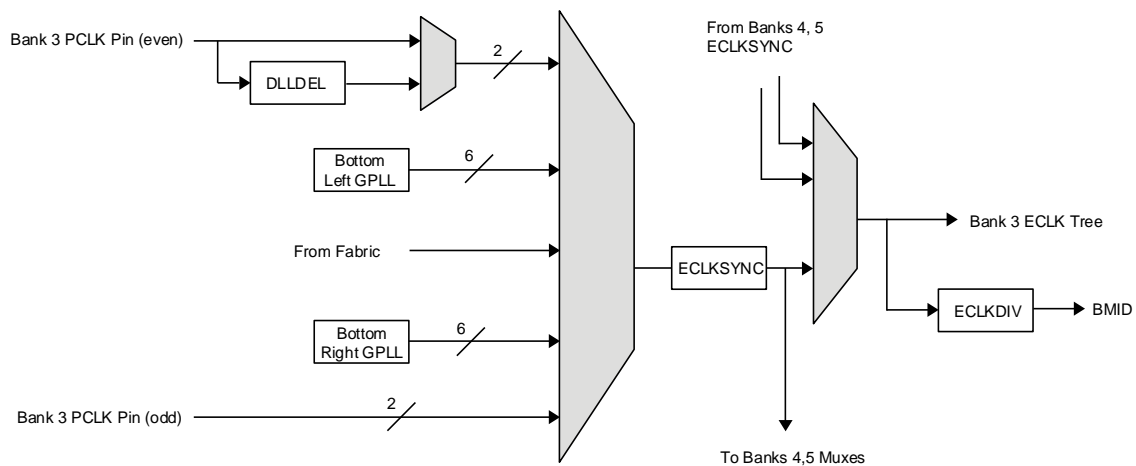 Bank 3 PCLK Pin (even)
DLLDEL
2
From Banks 4, 5
ECLKSYNC
Bottom
Left GPLL
6
From Fabric
ECLKSYNC
Bank 3 ECLK Tree
ECLKDIV
BMID
Bottom
Right GPLL
6
Bank 3 PCLK Pin (odd)
2
To Banks 4,5 Muxes